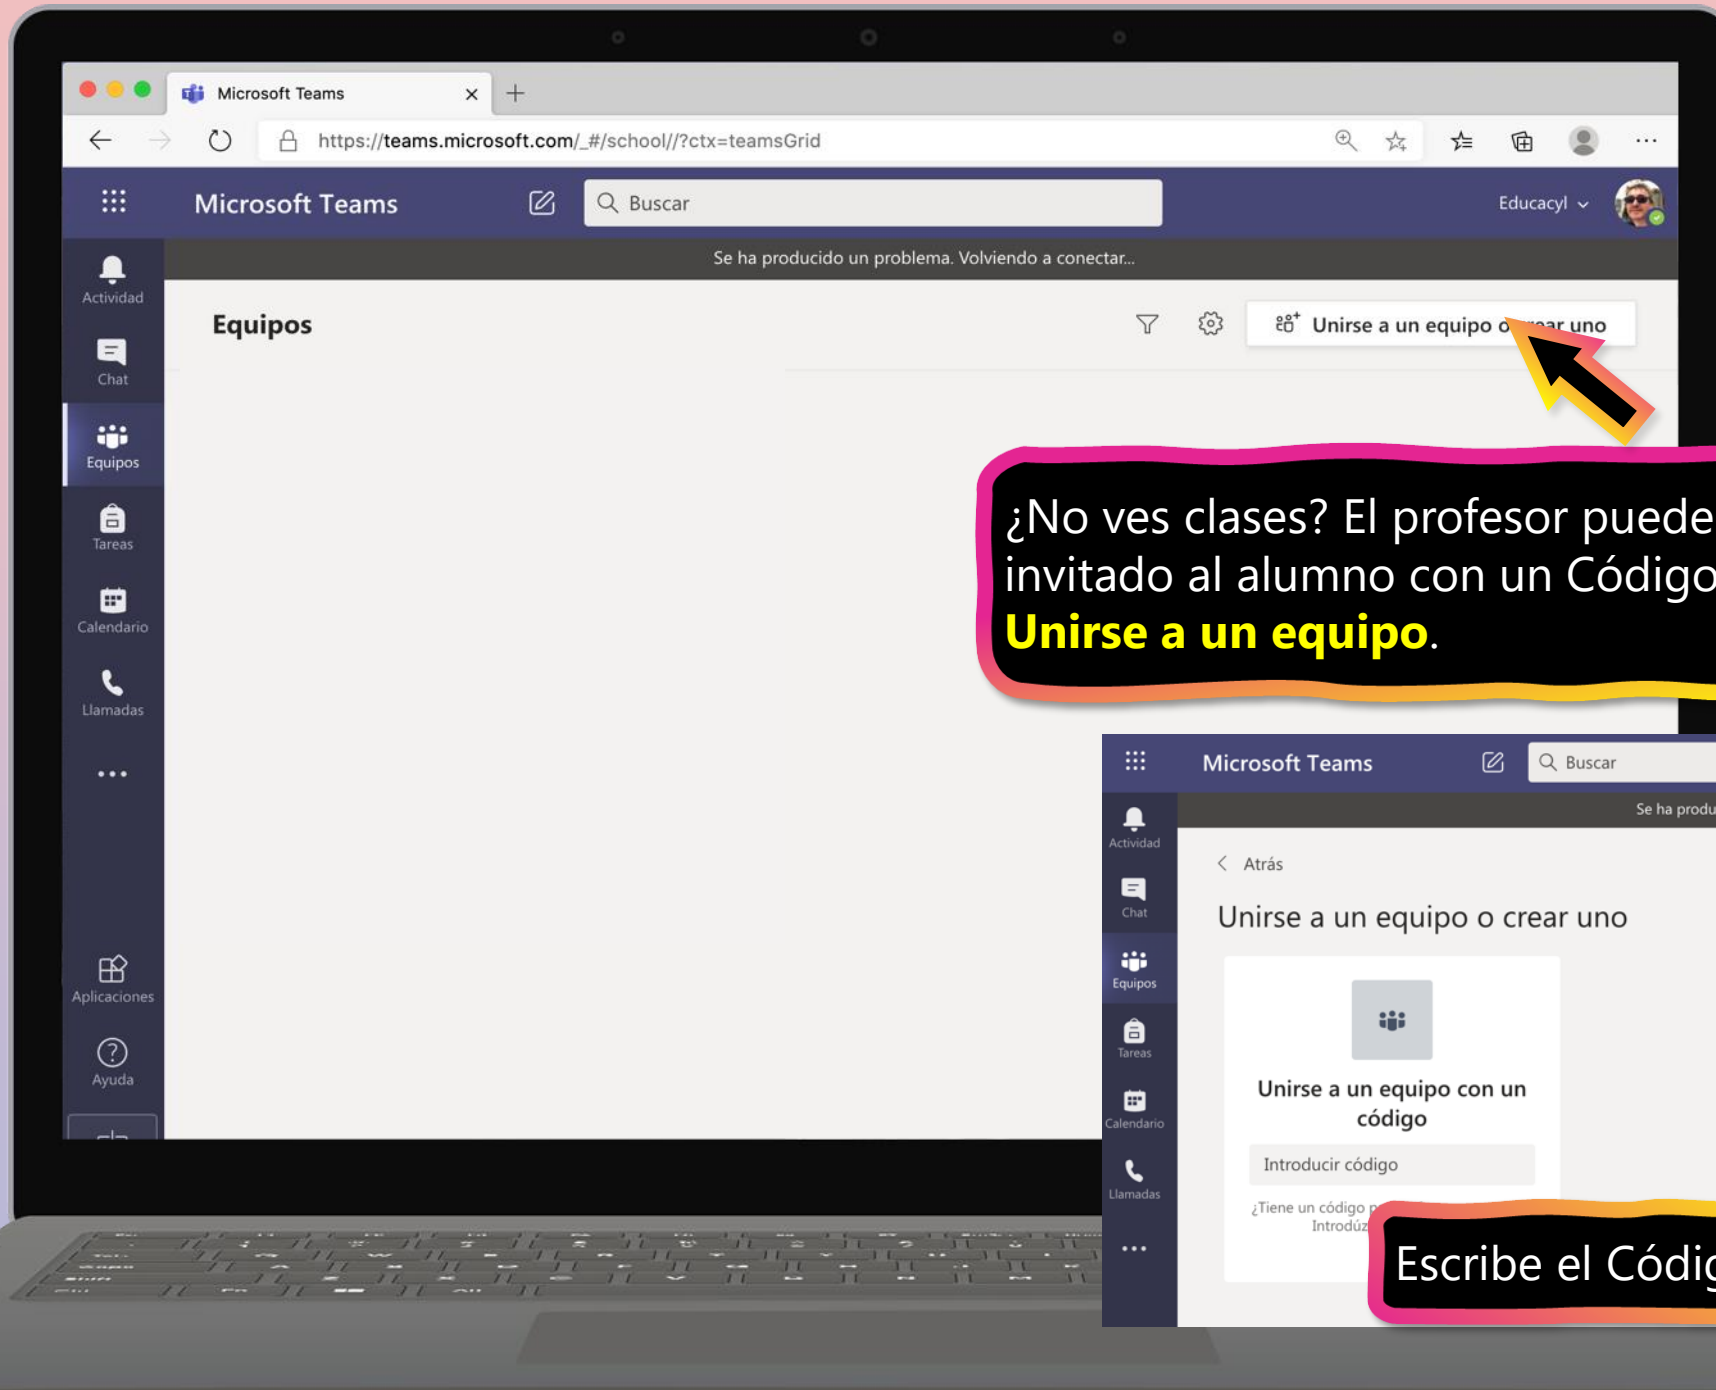 Microsoft Teams
https://teams.microsoft.com/_#/school//?ctx=teamsGrid
Microsoft Teams
Buscar
Educacyl
Se ha producido un problema. Volviendo a conectar...
Actividad
Chat
Equipos
Tareas
Calendario
Llamadas
Aplicaciones
Ayuda
Equipos
Unirse a un equipo o crear uno
¿No ves clases? El profesor puede
invitado al alumno con un Código
Unirse a un equipo.
Microsoft Teams
Buscar
Se ha produ
Actividad
Chat
Equipos
Tareas
Calendario
Llamadas
Atrás
Unirse a un equipo o crear uno
Unirse a un equipo con un
código
Introducir código
¿Tiene un código
Escribe el Códig